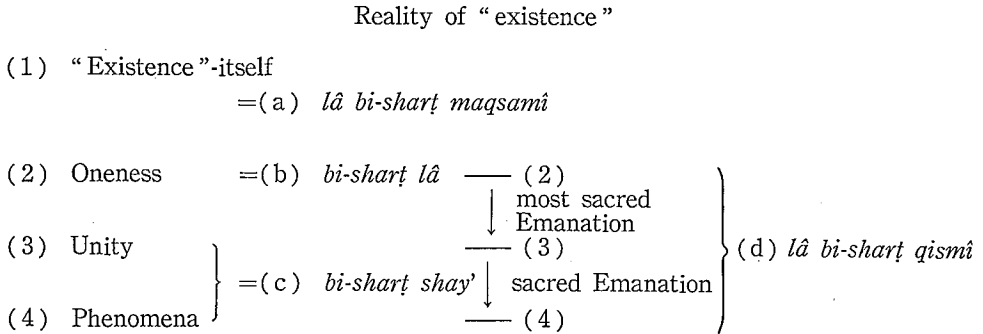 Reality of “existence”
(1) “Existence”-itself
=(a) lâ bi-sharṭ maqsamî
(2) Oneness =(b) bi-sharṭ lâ — (2)
most sacred
Emanation
(3) Unity — (3) (d) lâ bi-sharṭ qismî
=(c) bi-sharṭ shay’ sacred Emanation
(4) Phenomena — (4)